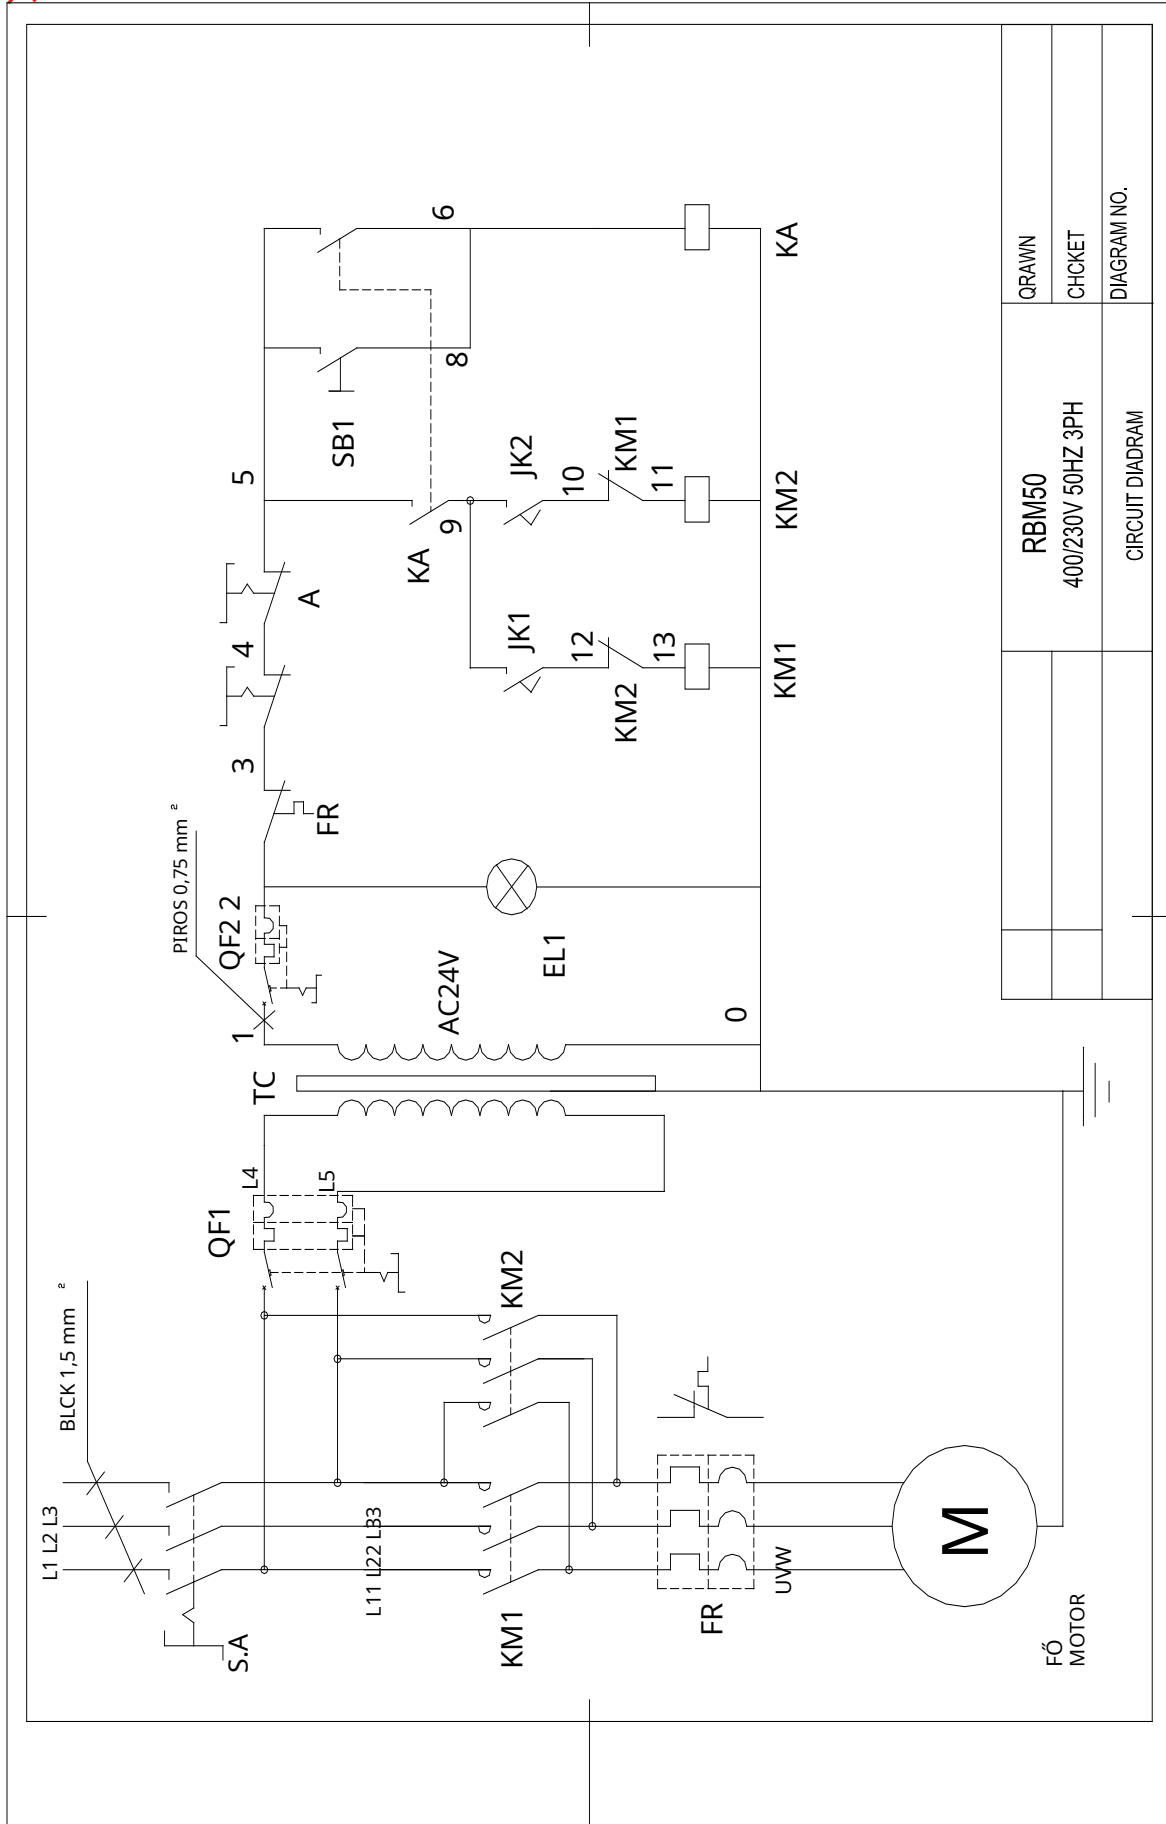 L1 L2 L3
BLCK 1,5 mm ²
S.A
L11 L22 L33
KM1
KM2
FR
UVW
M
FŐ
MOTOR
QF1
L4
L5
TC
1
PIROS 0,75 mm ²
QF2 2
AC24V
0
EL1
FR
3
4
A
5
KA
9
JK1
12
KM2
13
KM1
JK2
10
KM1
11
KM2
SB1
8
6
KA
RBM50
400/230V 50HZ 3PH
CIRCUIT DIADRAM
QRAWN
CHCKET
DIAGRAM NO.